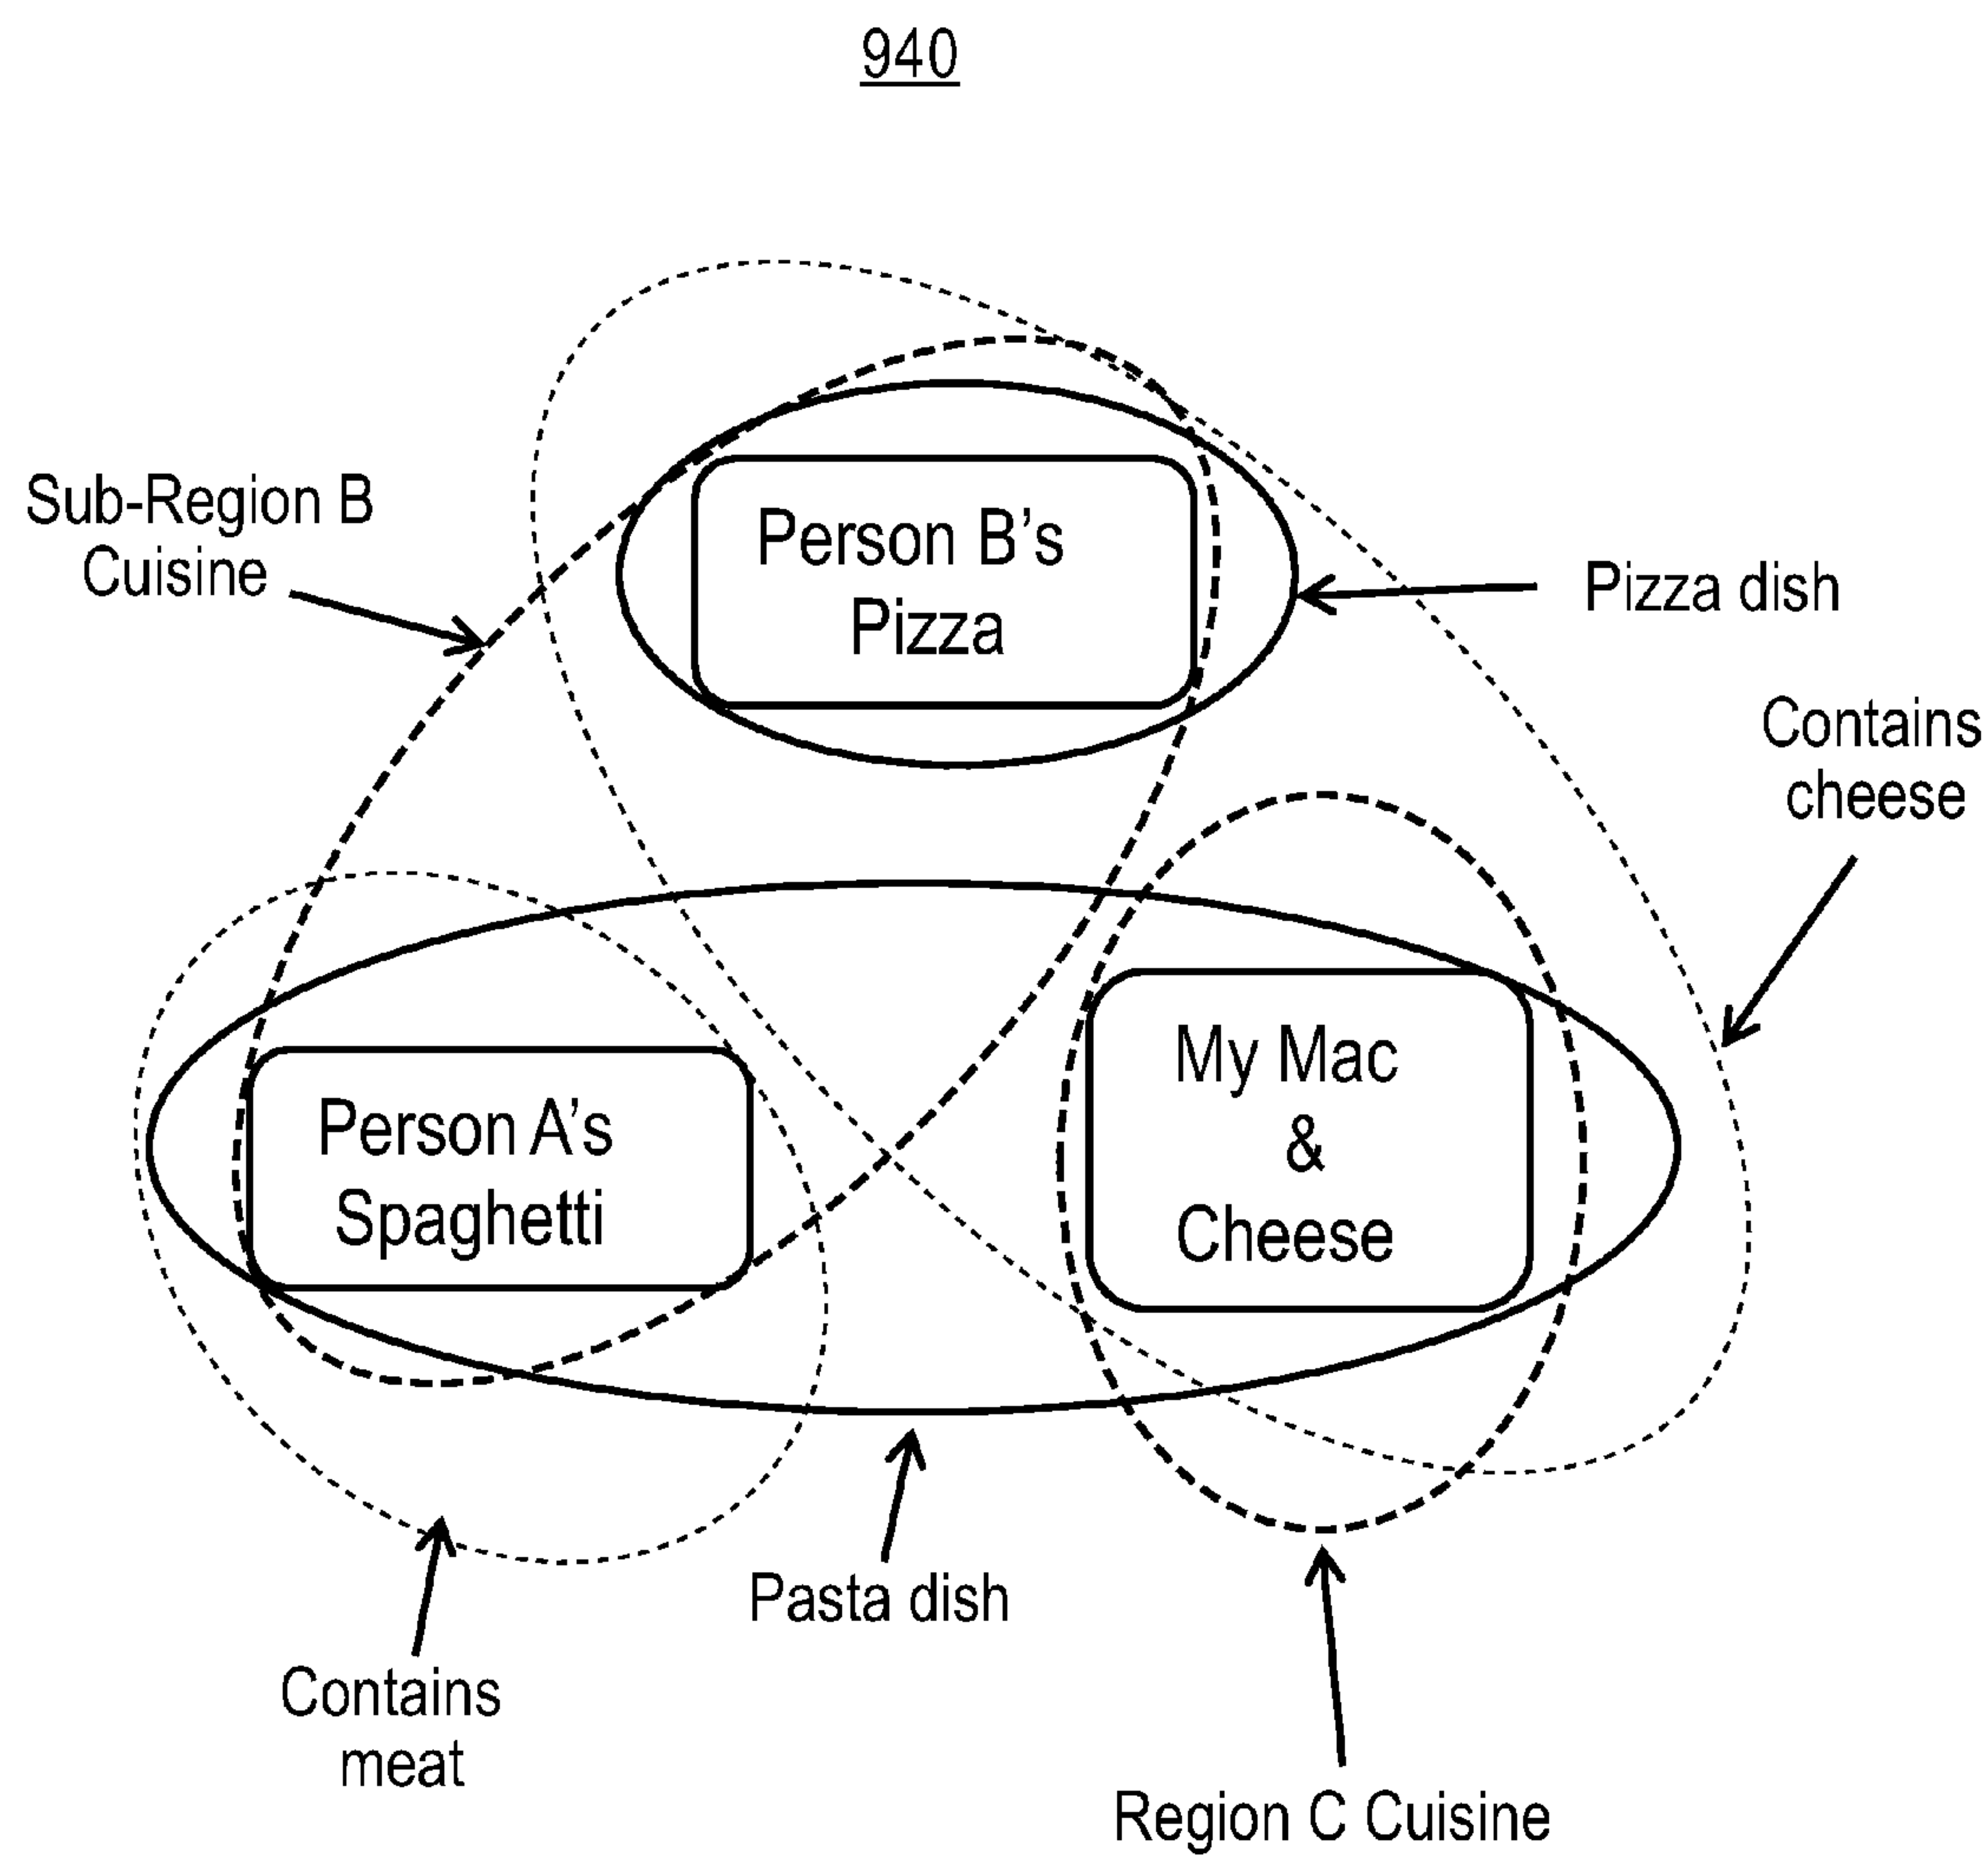 940
Sub-Region B
Cuisine
Person B's
Pizza
Pizza dish
Contains
cheese
Person A's
Spaghetti
My Mac
&
Cheese
Contains
meat
Pasta dish
Region C Cuisine